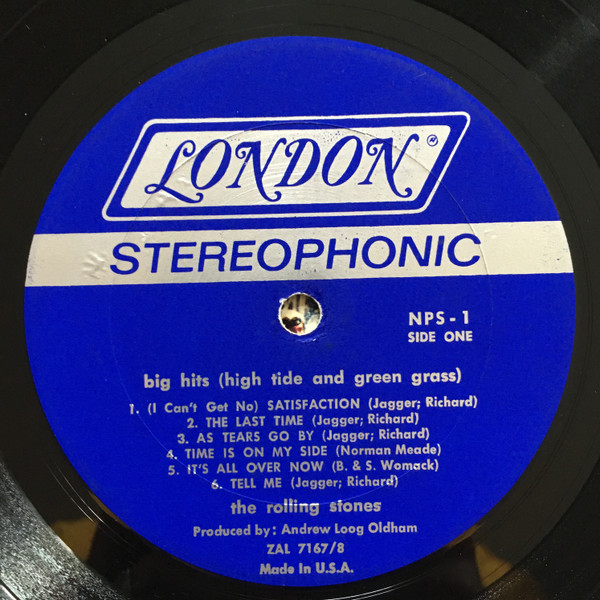 LONDON ®
STEREOPHONIC
NPS - 1
SIDE ONE
big hits (high tide and green grass)
1. (I Can't Get No) SATISFACTION (Jagger; Richard)
2. THE LAST TIME (Jagger; Richard)
3. AS TEARS GO BY (Jagger; Richard)
4. TIME IS ON MY SIDE (Norman Meade)
5. IT'S ALL OVER NOW (B. & S. Womack)
6. TELL ME (Jagger; Richard)
the rolling stones
Produced by: Andrew Loog Oldham
ZAL 7167/8
Made In U.S.A.